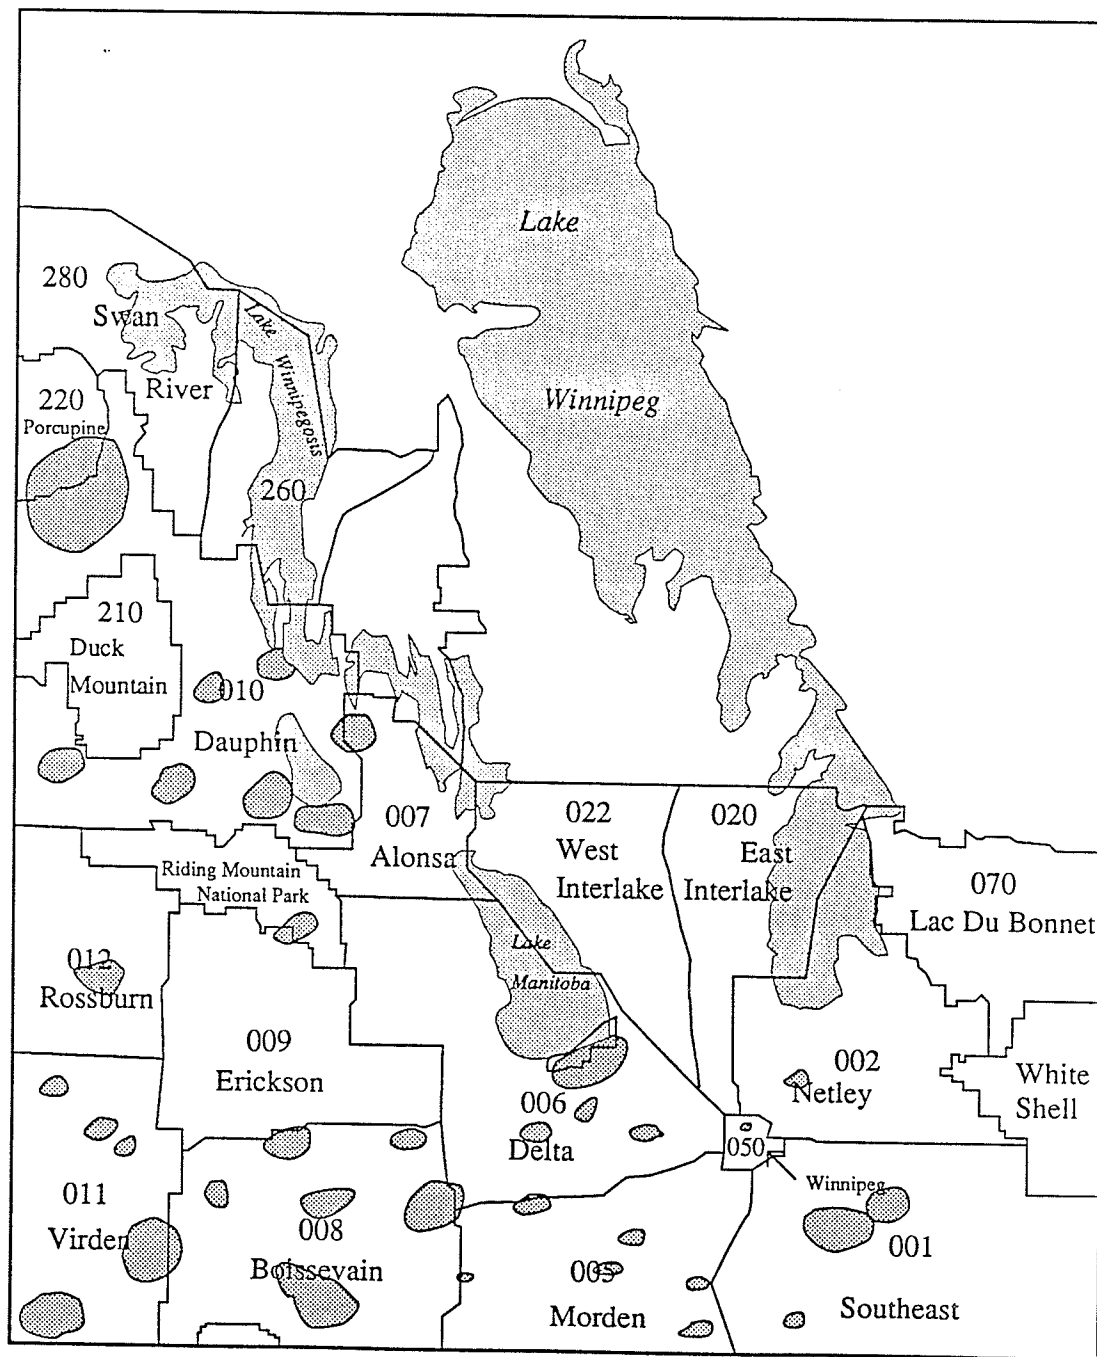 Lake
280
Swan
Lake
River
Winnipegosis
220
Porcupine
Winnipeg
260
210
Duck
Mountain
010
Dauphin
007
Alonsa
022
West
Interlake
020
East
Interlake
Riding Mountain
National Park
070
Lac Du Bonnet
Lake
Manitoba
012
Rossburn
009
Erickson
002
Netley
White
Shell
006
Delta
050
Winnipeg
011
Virden
008
Boissevain
005
Morden
001
Southeast